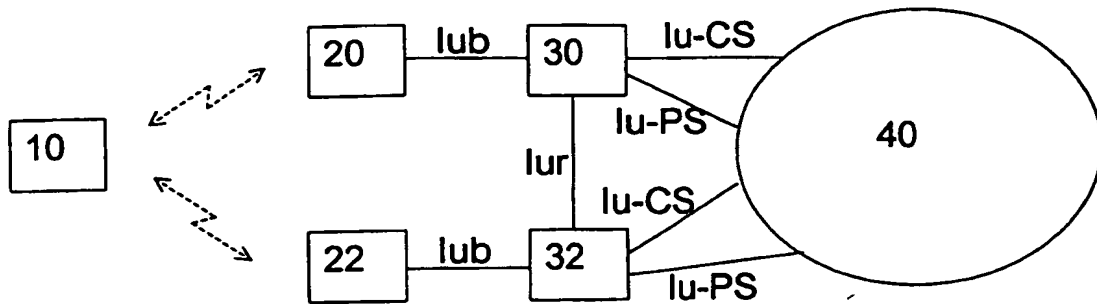 20 Iub 30 Iu-CS
Iu-PS
10 Iur 40
Iu-CS
22 Iub 32
Iu-PS